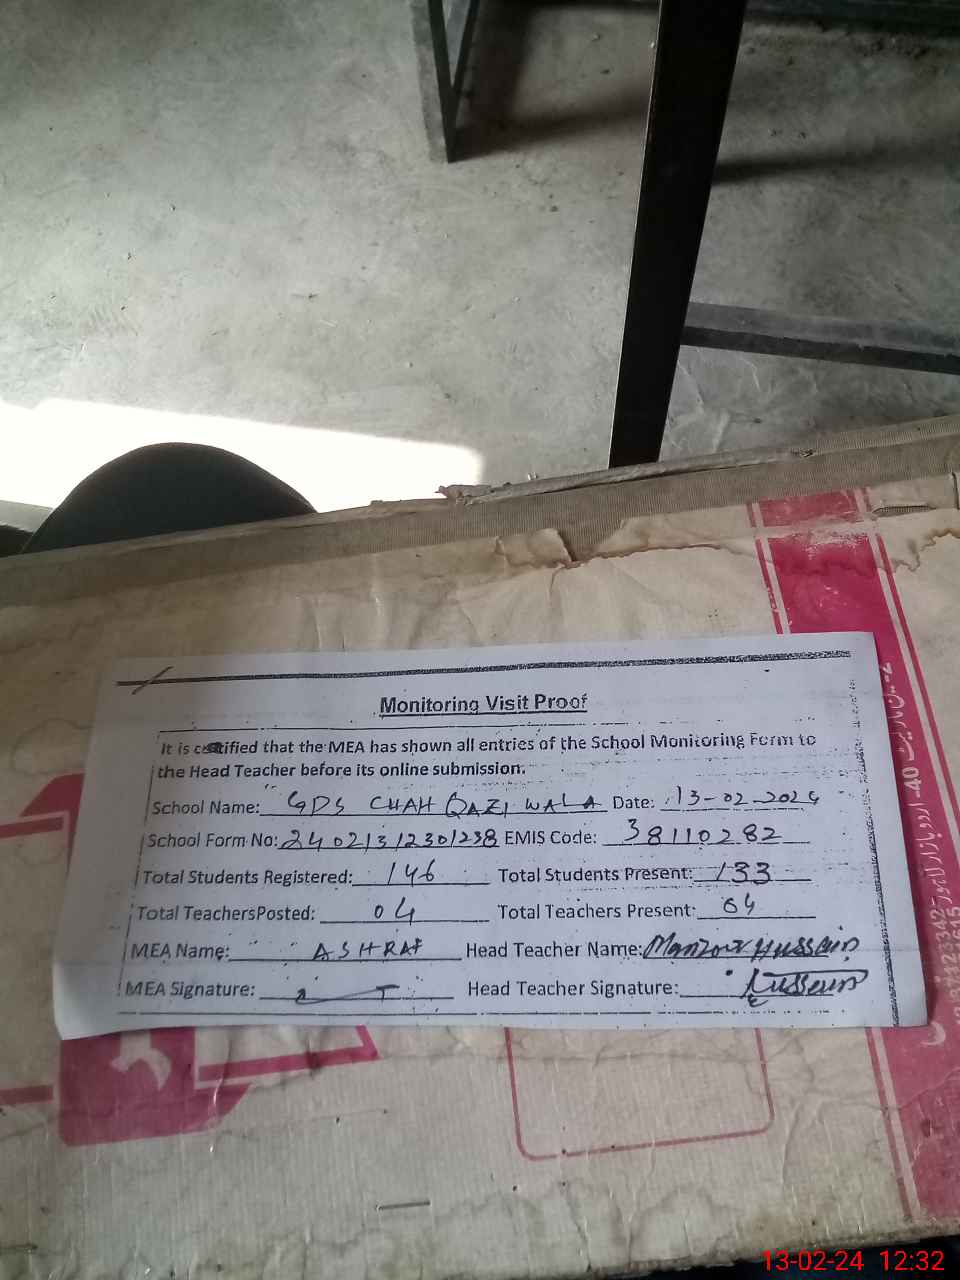 Monitoring Visit Proof
It is certified that the MEA has shown all entries of the School Monitoring Form to
the Head Teacher before its online submission.
School Name: GPS CHAH QAZI WALA Date: 13-02-2024
School Form No: 24021312301238 EMIS Code: 38110282
Total Students Registered: 146 Total Students Present: 133
Total TeachersPosted: 04 Total Teachers Present: 04
MEA Name: ASHRAF Head Teacher Name: Manzoor Hussain
MEA Signature: Head Teacher Signature:
13-02-24 12:32